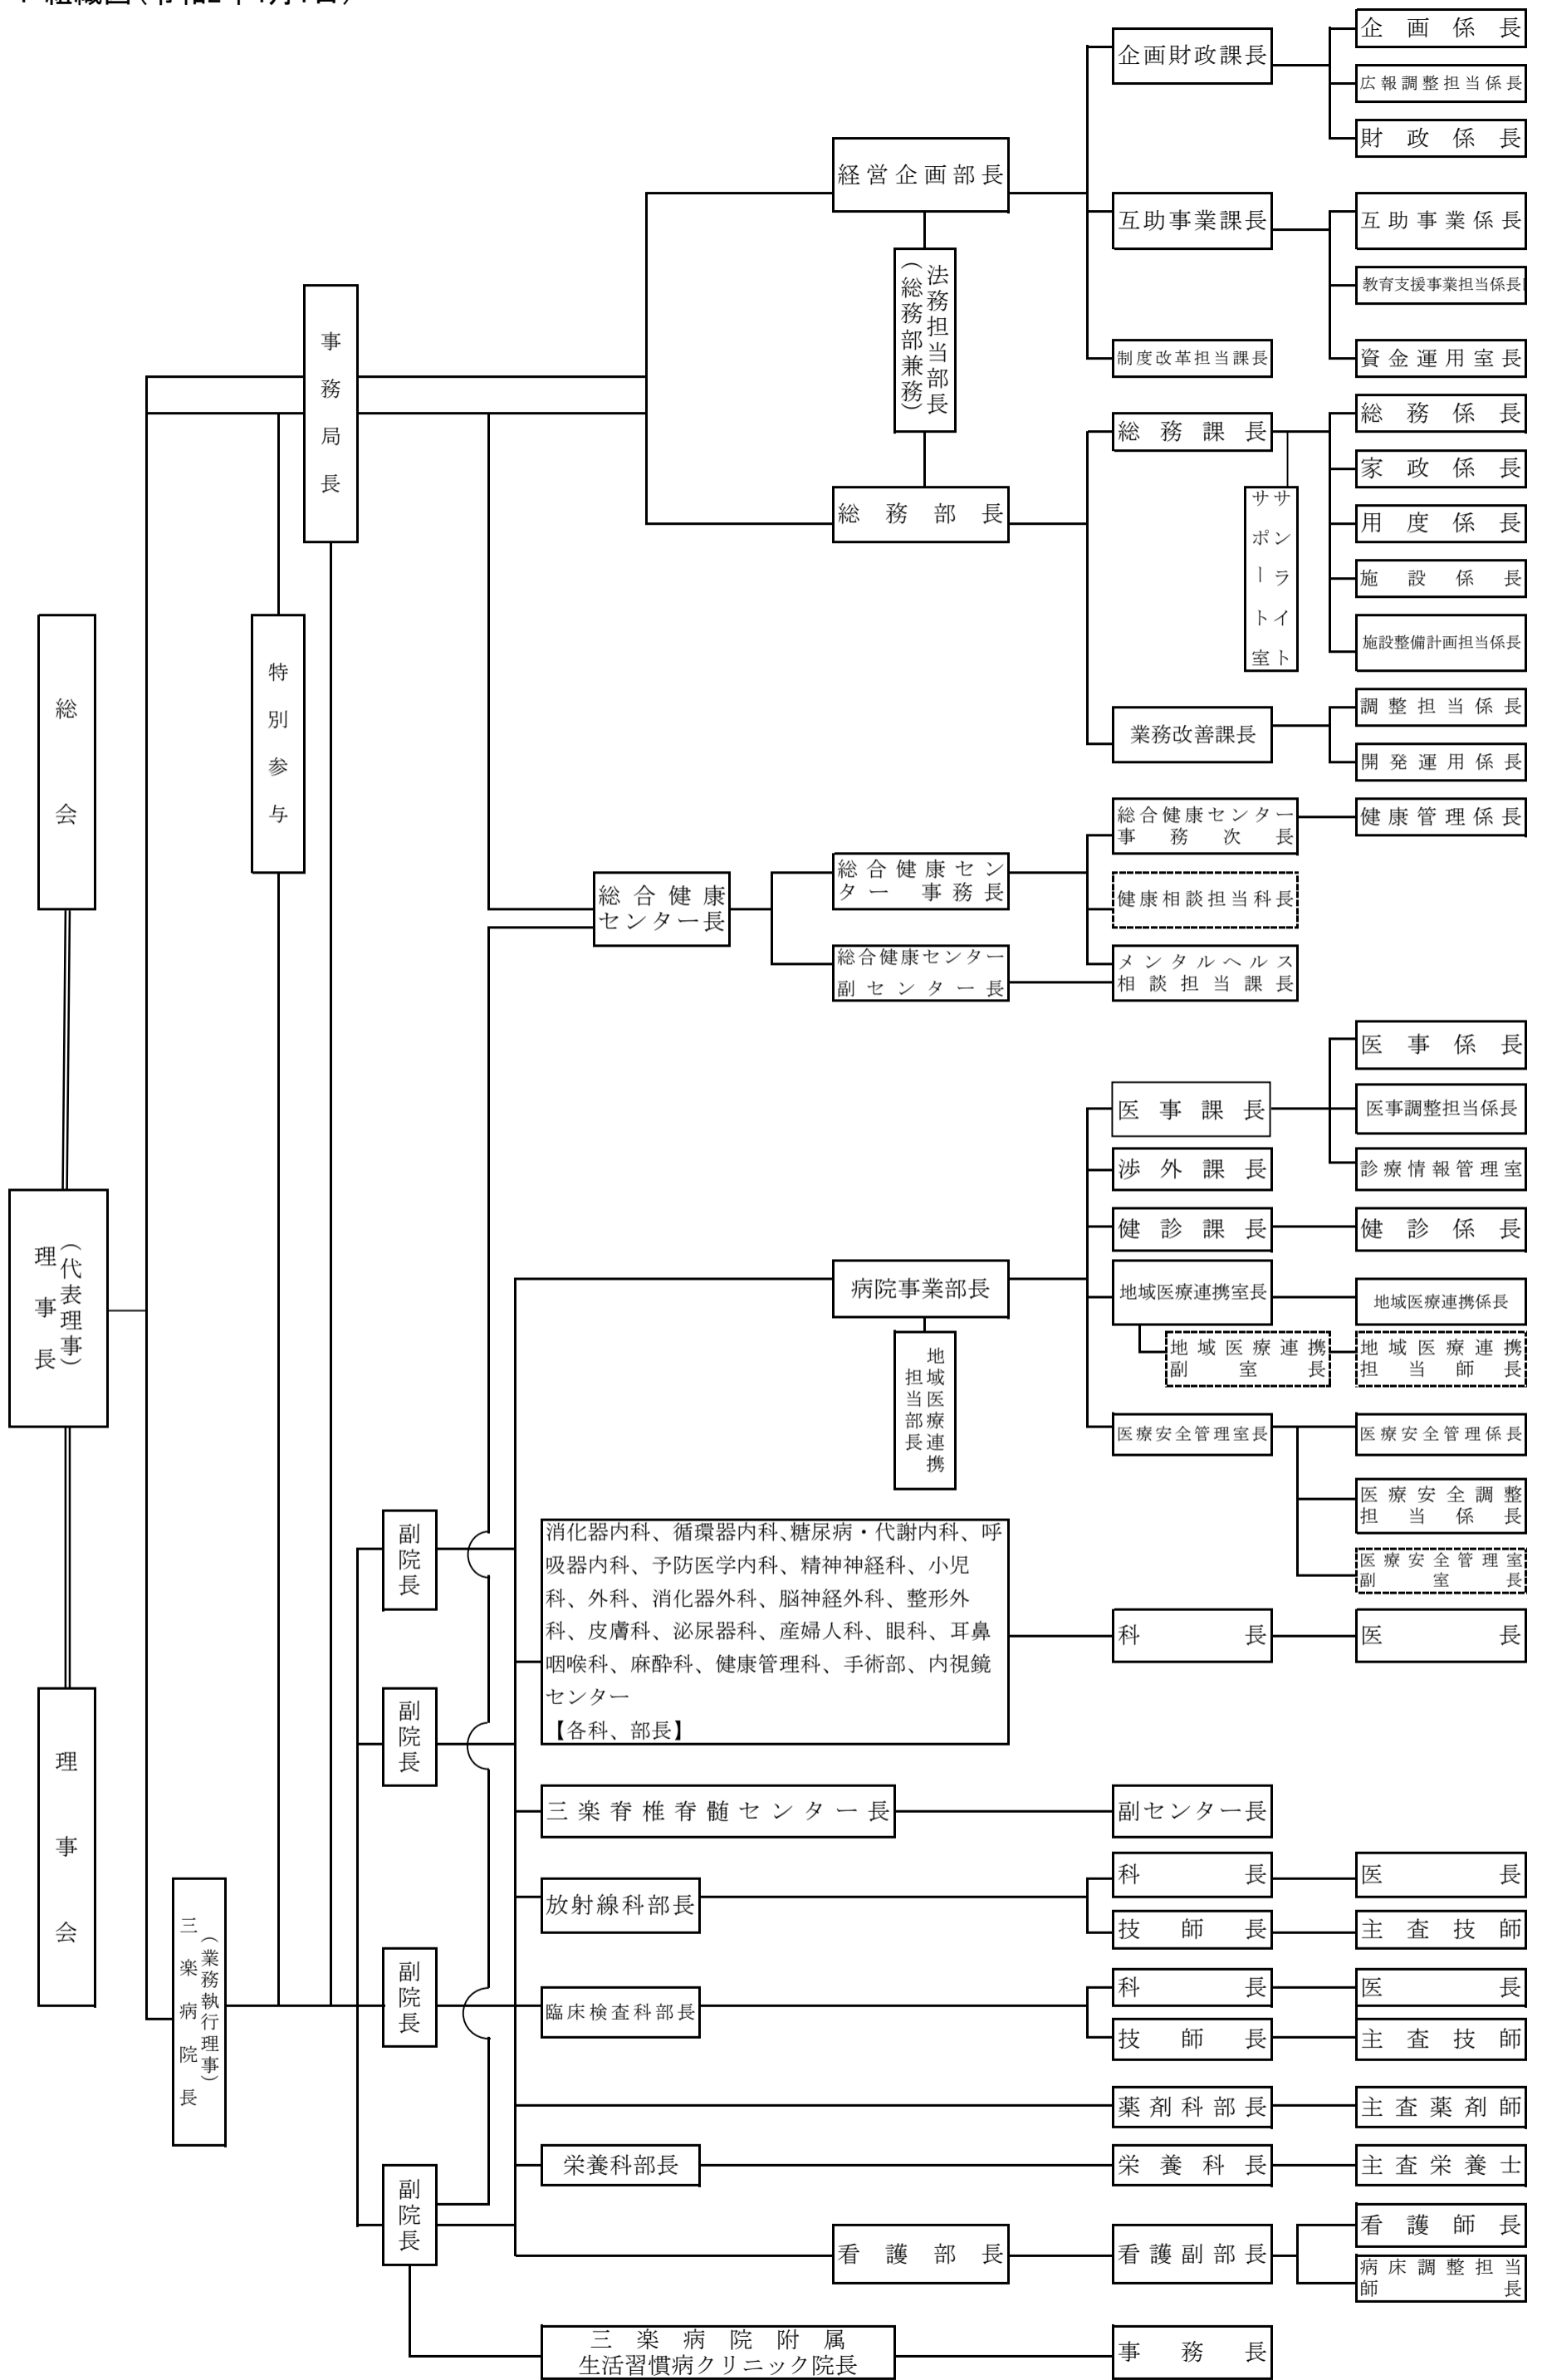 企画係長
企画財政課長
広報調整担当係長
財政係長
経営企画部長
互助事業課長
互助事業係長
教育支援事業担当係長
制度改革担当課長
資金運用室長
法務担当部長
(総務部兼務)
事務局長
総務課長
総務係長
家政係長
サンライト
サポート室
総務部長
用度係長
施設係長
施設整備計画担当係長
特別参与
総会
業務改善課長
調整担当係長
開発運用係長
総合健康センター
事務次長
健康管理係長
総合健康
センター長
総合健康セン
ター 事務長
健康相談担当科長
総合健康センター
副センター長
メンタルヘルス
相談担当課長
医事係長
医事課長
医事調整担当係長
渉外課長
診療情報管理室
健診課長
健診係長
理事長
(代表理事)
病院事業部長
地域医療連携室長
地域医療連携係長
地域医療連携
副室長
地域医療連携
担当師長
地域医療連携
担当部長
医療安全管理室長
医療安全管理係長
医療安全調整
担当係長
医療安全管理室
副室長
副院長
消化器内科、循環器内科、糖尿病・代謝内科、呼
吸器内科、予防医学内科、精神神経科、小児
科、外科、消化器外科、脳神経外科、整形外
科、皮膚科、泌尿器科、産婦人科、眼科、耳鼻
咽喉科、麻酔科、健康管理科、手術部、内視鏡
センター
【各科、部長】
科長
医長
副院長
理事会
三楽脊椎脊髄センター長
副センター長
放射線科部長
科長
医長
技師長
主査技師
三楽病院長
(業務執行理事)
副院長
臨床検査科部長
科長
医長
技師長
主査技師
薬剤科部長
主査薬剤師
栄養科部長
栄養科長
主査栄養士
副院長
看護部長
看護副部長
看護師長
病床調整担当
師長
三楽病院附属
生活習慣病クリニック院長
事務長